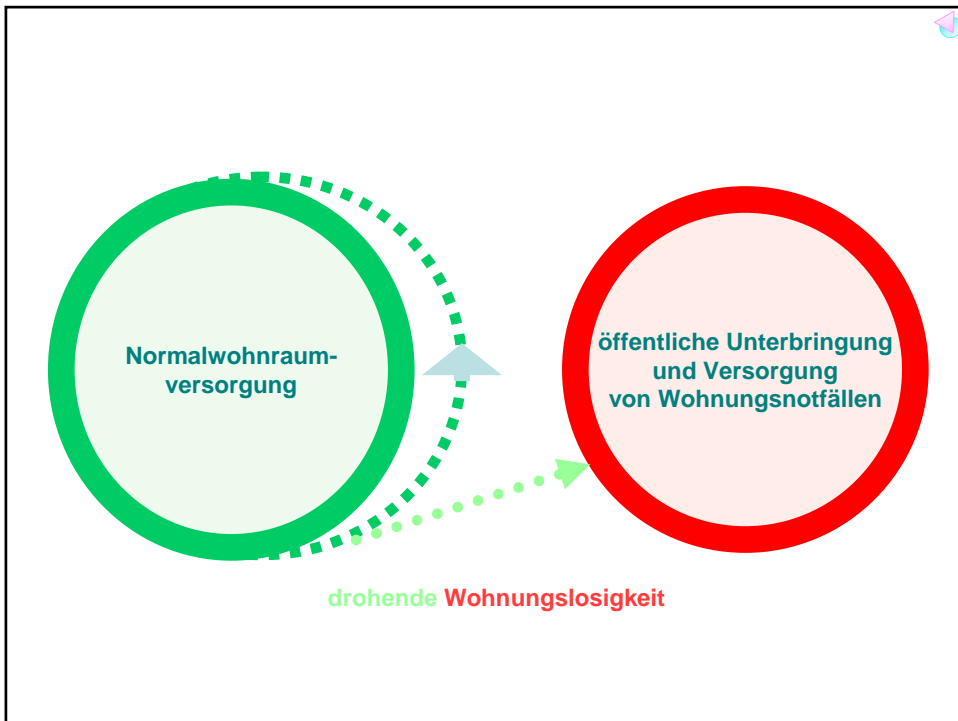 Normalwohnraum-
versorgung
öffentliche Unterbringung
und Versorgung
von Wohnungsnotfällen
drohende Wohnungslosigkeit